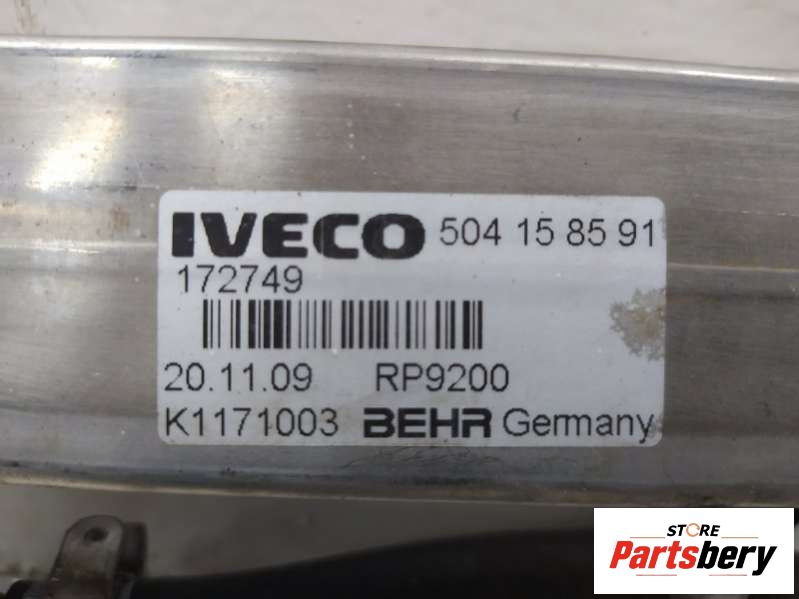 IVECO 504 15 85 91
172749
20.11.09 RP9200
K1171003 BEHR Germany
STORE
Partsbery